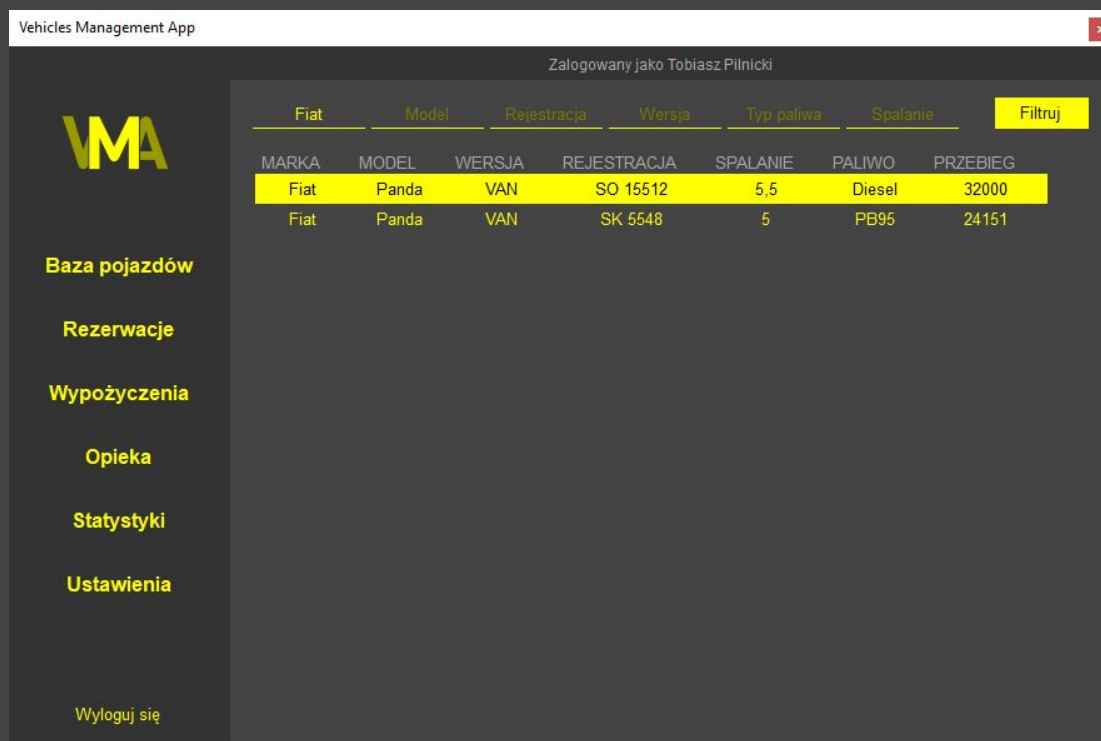 Vehicles Management App
Zalogowany jako Tobiasz Pilnicki
VMA
Fiat Model Rejestracja Wersja Typ paliwa Spalanie Filtruj
MARKA MODEL WERSJA REJESTRACJA SPALANIE PALIWO PRZEBIEG
Fiat Panda VAN SO 15512 5,5 Diesel 32000
Fiat Panda VAN SK 5548 5 PB95 24151
Baza pojazdów
Rezerwacje
Wypożyczenia
Opieka
Statystyki
Ustawienia
Wyloguj się